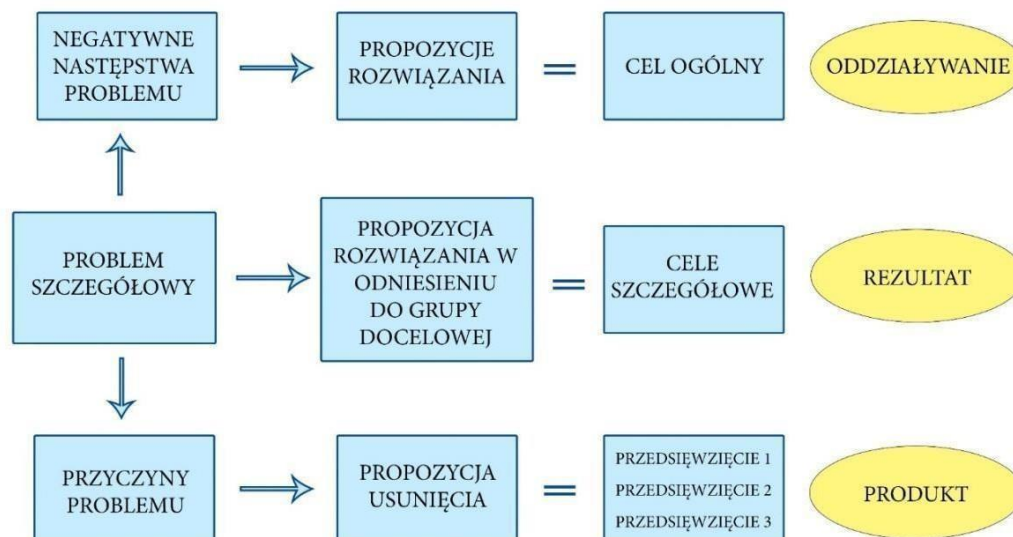 NEGATYWNE
NASTĘPSTWA
PROBLEMU
PROPOZYCJE
ROZWIĄZANIA
=
CEL OGÓLNY
ODDZIAŁYWANIE
PROBLEM
SZCZEGÓŁOWY
PROPOZYCJA
ROZWIĄZANIA W
ODNIESIENIU
DO GRUPY
DOCELOWEJ
=
CELE
SZCZEGÓŁOWE
REZULTAT
PRZYCZYNY
PROBLEMU
PROPOZYCJA
USUNIĘCIA
=
PRZEDSIĘWZIĘCIE 1
PRZEDSIĘWZIĘCIE 2
PRZEDSIĘWZIĘCIE 3
PRODUKT